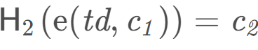 H₂(e(td, c₁)) = c₂